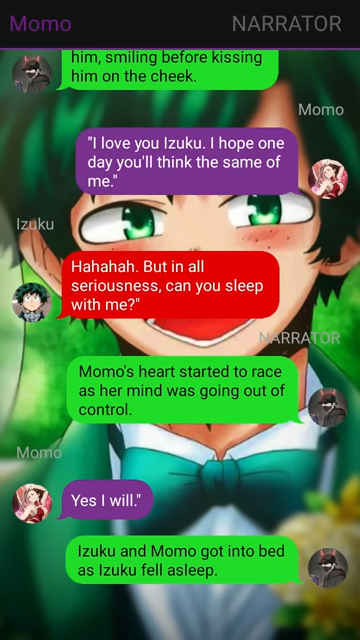 Momo NARRATOR
him, smiling before kissing
him on the cheek.
Momo
"I love you Izuku. I hope one
day you'll think the same of
me."
Izuku
Hahahah. But in all
seriousness, can you sleep
with me?"
NARRATOR
Momo's heart started to race
as her mind was going out of
control.
Momo
Yes I will."
Izuku and Momo got into bed
as Izuku fell asleep.